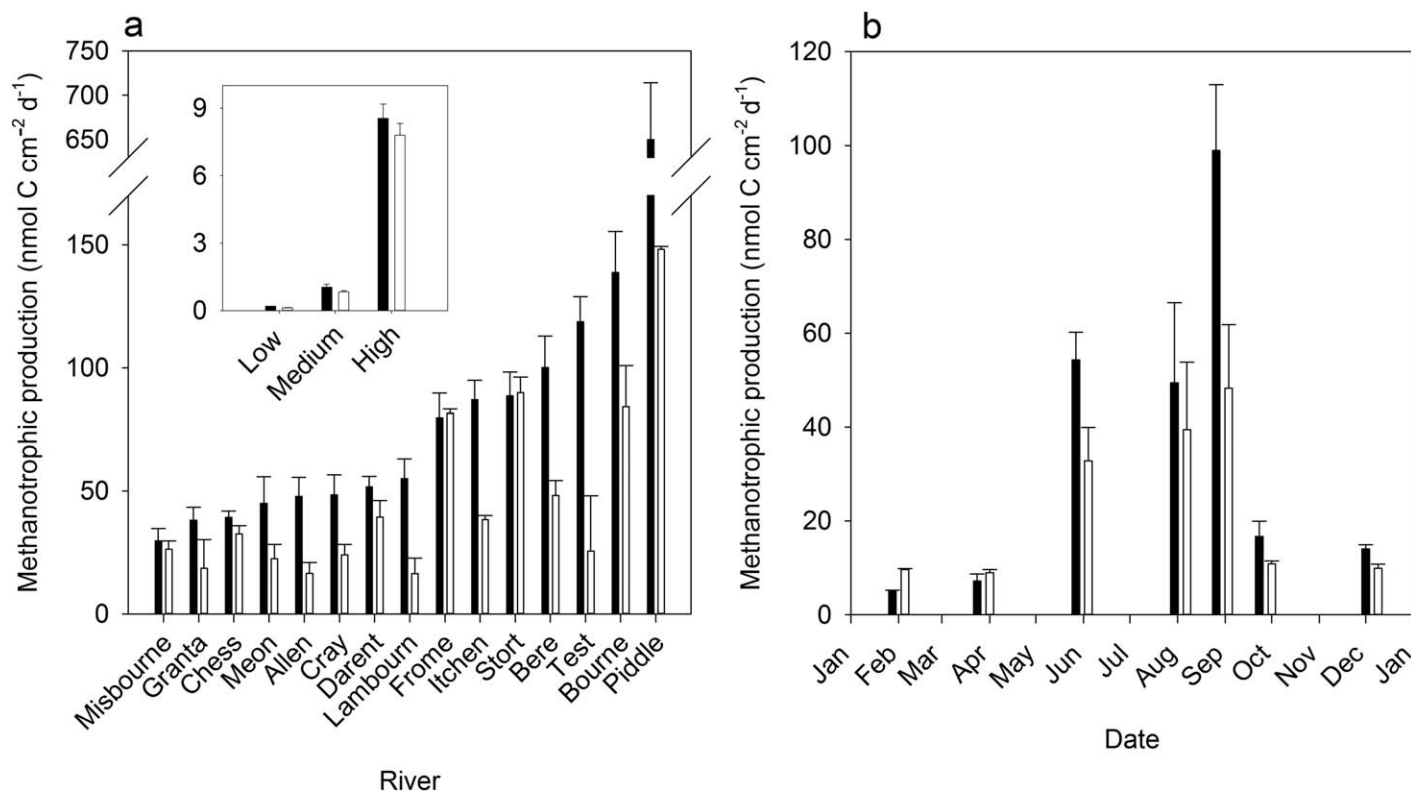 a
Methanotrophic production (nmol C cm⁻² d⁻¹)
750
700
650
150
100
50
0
9
6
3
0
Low
Medium
High
Misbourne
Granta
Chess
Meon
Allen
Cray
Darent
Lambourn
Frome
Itchen
Stort
Bere
Test
Bourne
Piddle
River
b
Methanotrophic production (nmol C cm⁻² d⁻¹)
120
100
80
60
40
20
0
Jan
Feb
Mar
Apr
May
Jun
Jul
Aug
Sep
Oct
Nov
Dec
Jan
Date